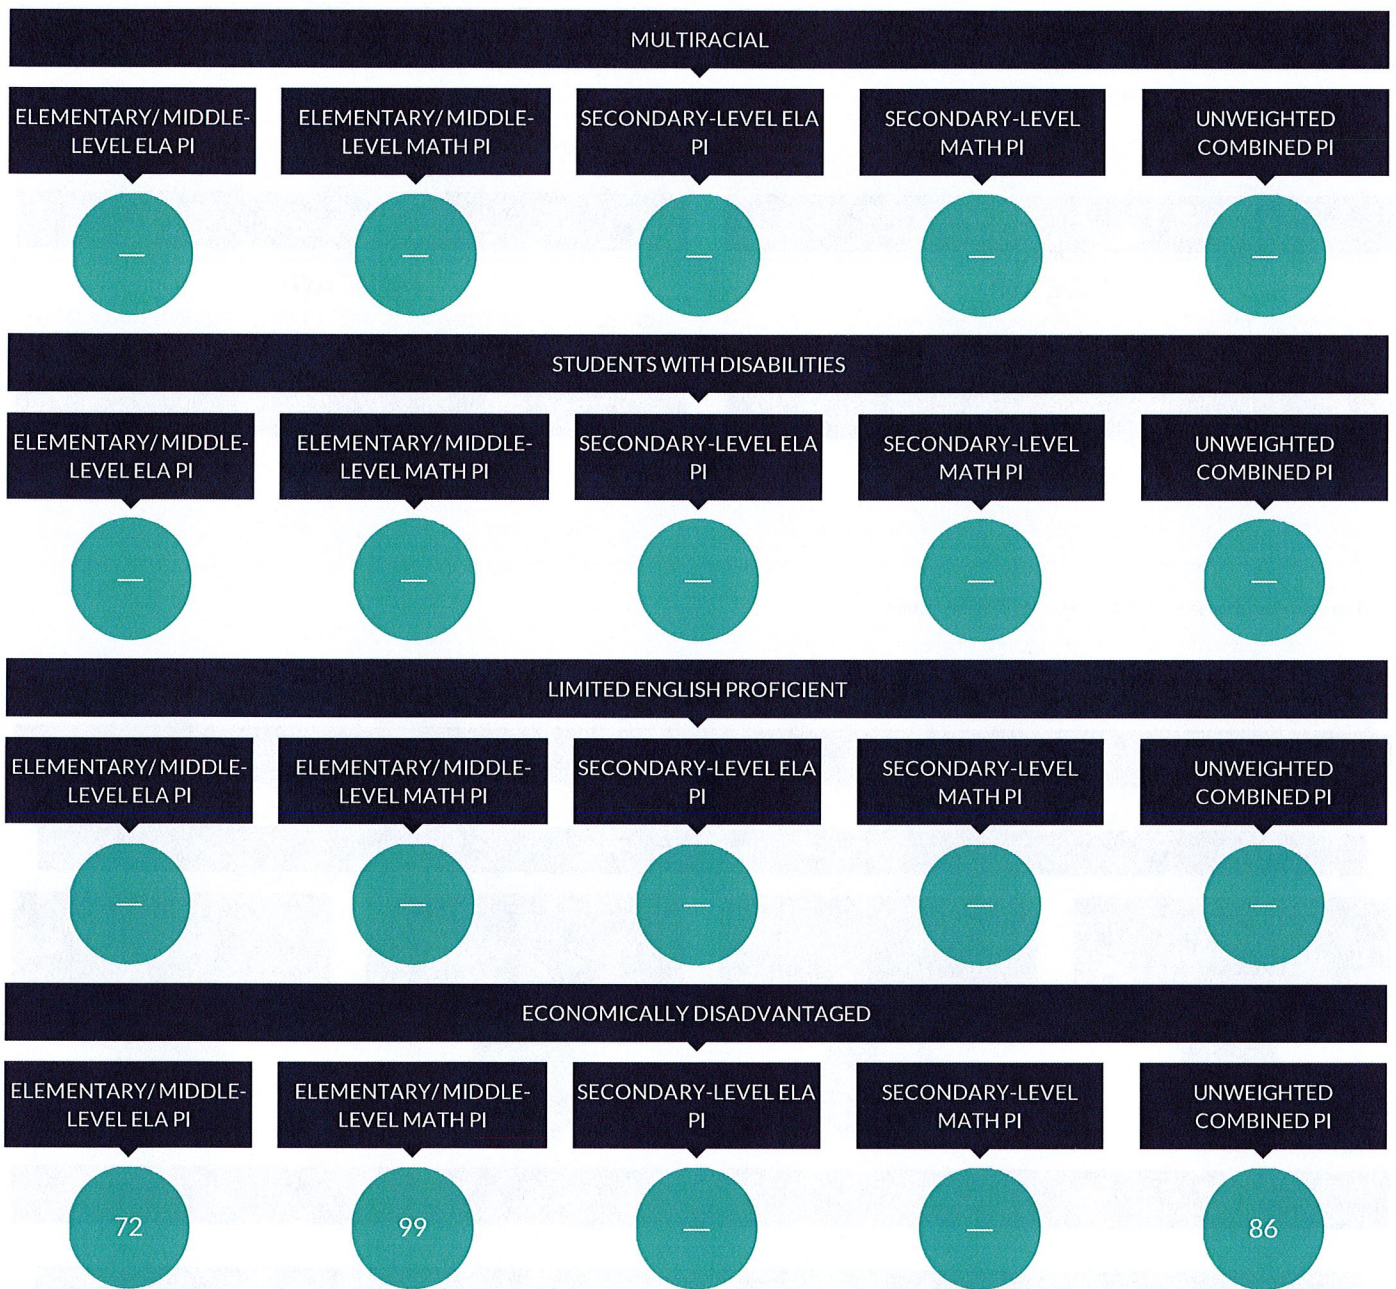 MULTIRACIAL
ELEMENTARY/ MIDDLE-
LEVEL ELA PI
ELEMENTARY/ MIDDLE-
LEVEL MATH PI
SECONDARY-LEVEL ELA
PI
SECONDARY-LEVEL
MATH PI
UNWEIGHTED
COMBINED PI
— — — — —
STUDENTS WITH DISABILITIES
ELEMENTARY/ MIDDLE-
LEVEL ELA PI
ELEMENTARY/ MIDDLE-
LEVEL MATH PI
SECONDARY-LEVEL ELA
PI
SECONDARY-LEVEL
MATH PI
UNWEIGHTED
COMBINED PI
— — — — —
LIMITED ENGLISH PROFICIENT
ELEMENTARY/ MIDDLE-
LEVEL ELA PI
ELEMENTARY/ MIDDLE-
LEVEL MATH PI
SECONDARY-LEVEL ELA
PI
SECONDARY-LEVEL
MATH PI
UNWEIGHTED
COMBINED PI
— — — — —
ECONOMICALLY DISADVANTAGED
ELEMENTARY/ MIDDLE-
LEVEL ELA PI
ELEMENTARY/ MIDDLE-
LEVEL MATH PI
SECONDARY-LEVEL ELA
PI
SECONDARY-LEVEL
MATH PI
UNWEIGHTED
COMBINED PI
72 99 — — 86